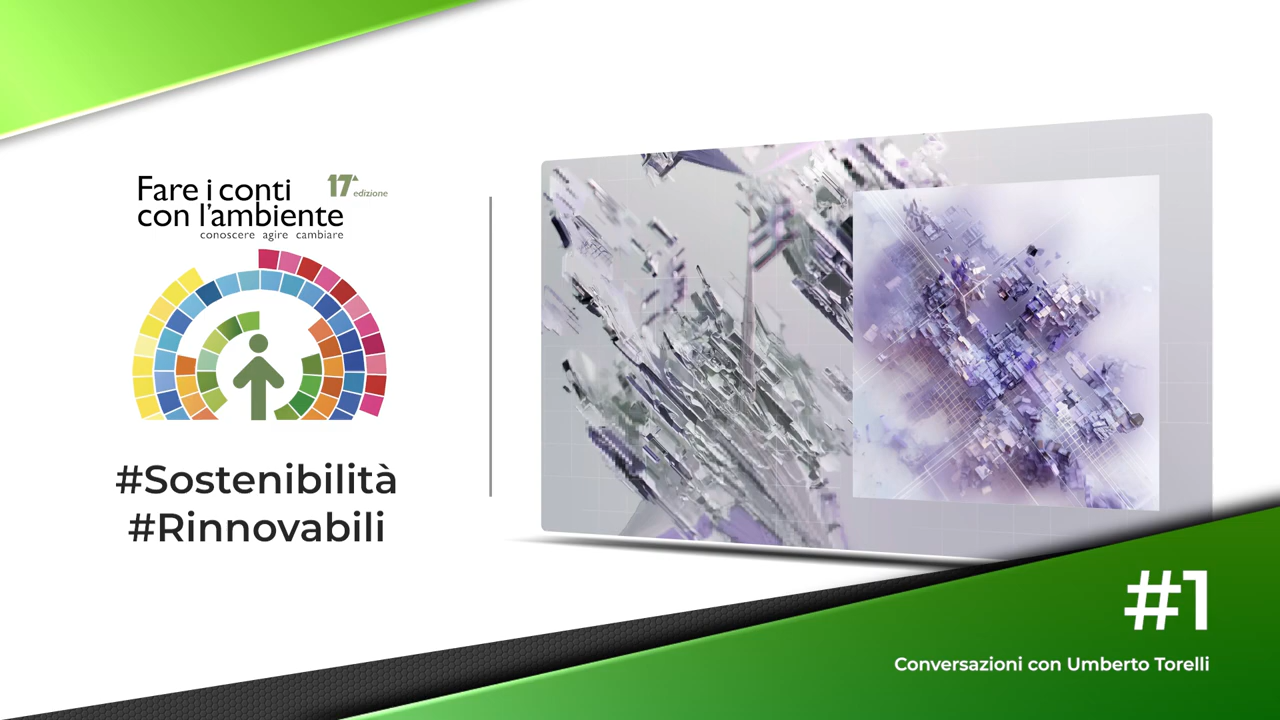 Fare i conti
con l'ambiente
17ª edizione
conoscere agire cambiare
#Sostenibilità
#Rinnovabili
#1
Conversazioni con Umberto Torelli